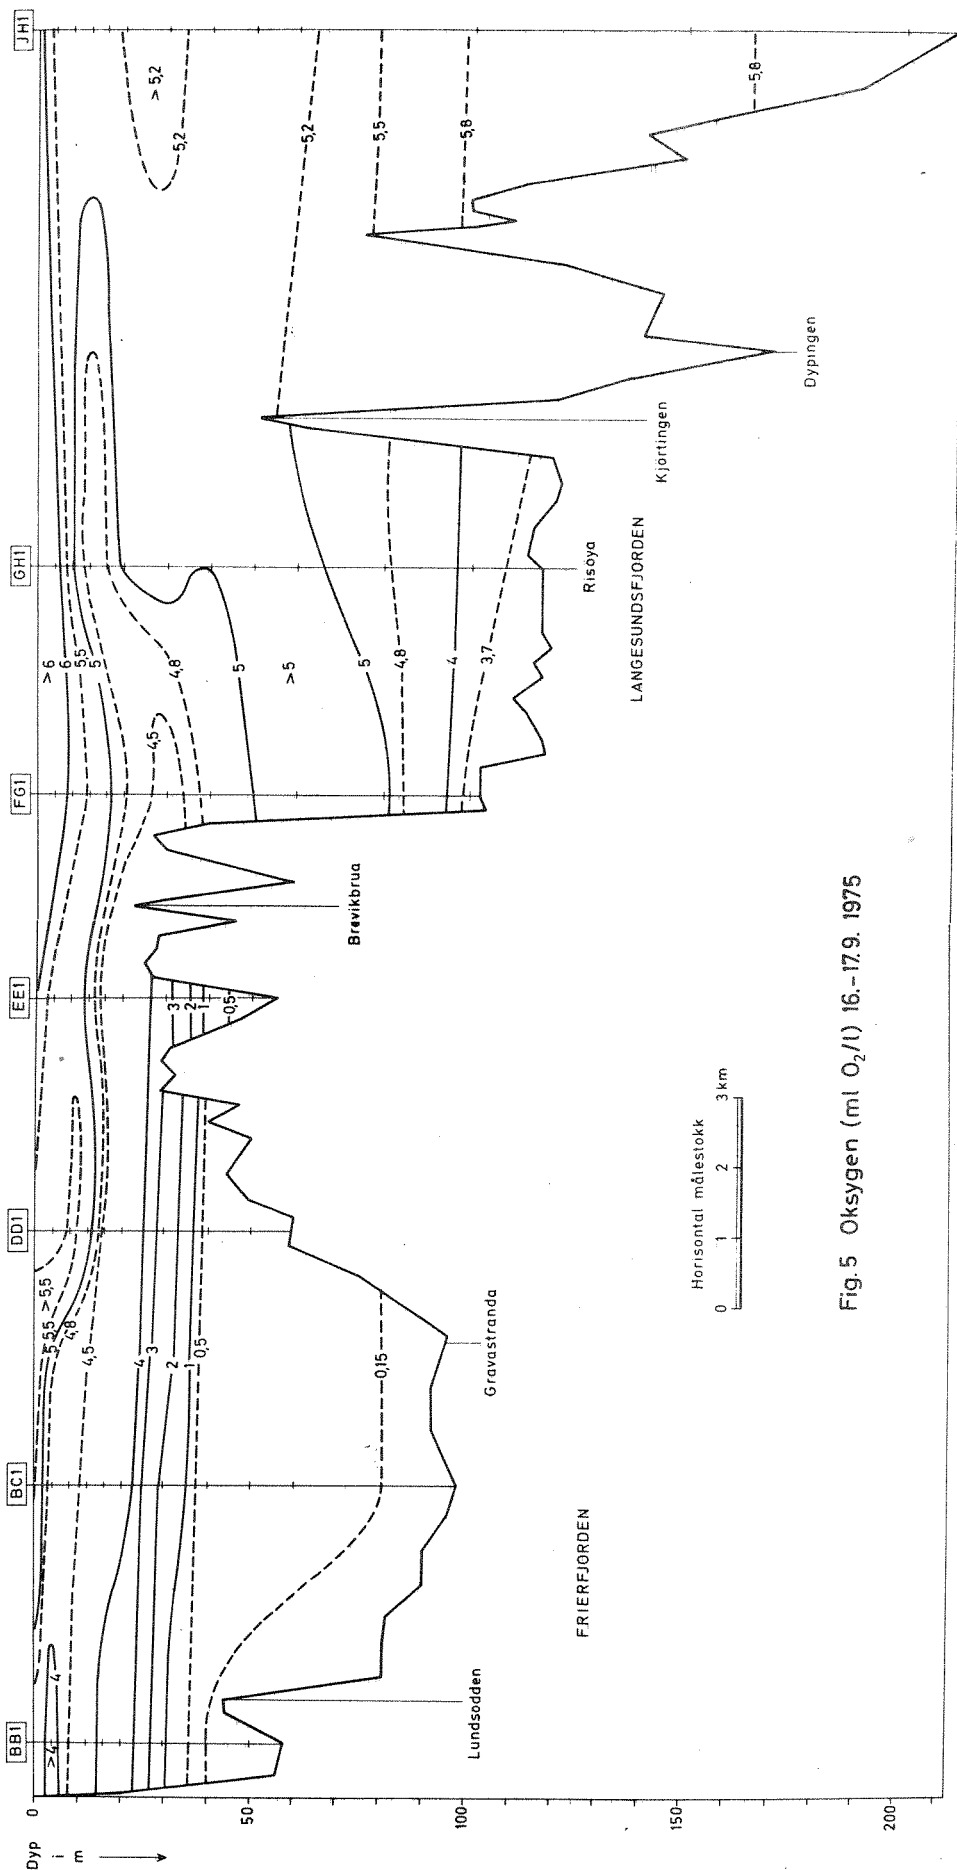 BB1
BC1
DD1
EE1
FG1
GH1
JH1
Dyp
i
m
0
50
100
150
200
>4
4
5
5,5
>5,5
4,8
4,5
4
3
2
1
0,5
0,15
3
2
1
0,5
>6
6
5,5
5
4,8
4,5
5
>5
5
4,8
4
3,7
>5,2
5,2
5,2
5,5
5,8
5,8
Lundsodden
Gravastranda
Brevikbrua
Risöya
Kjörtingen
Dypingen
FRIERFJORDEN
LANGESUNDSFJORDEN
Horisontal målestokk
0 1 2 3 km
Fig. 5 Oksygen (ml O₂/l) 16.-17.9. 1975